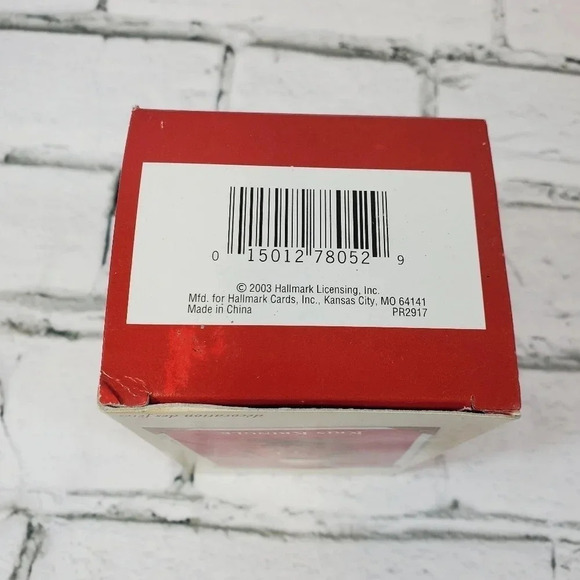 0 15012 78052 9
© 2003 Hallmark Licensing, Inc.
Mfd. for Hallmark Cards, Inc., Kansas City, MO 64141
Made in China PR2917